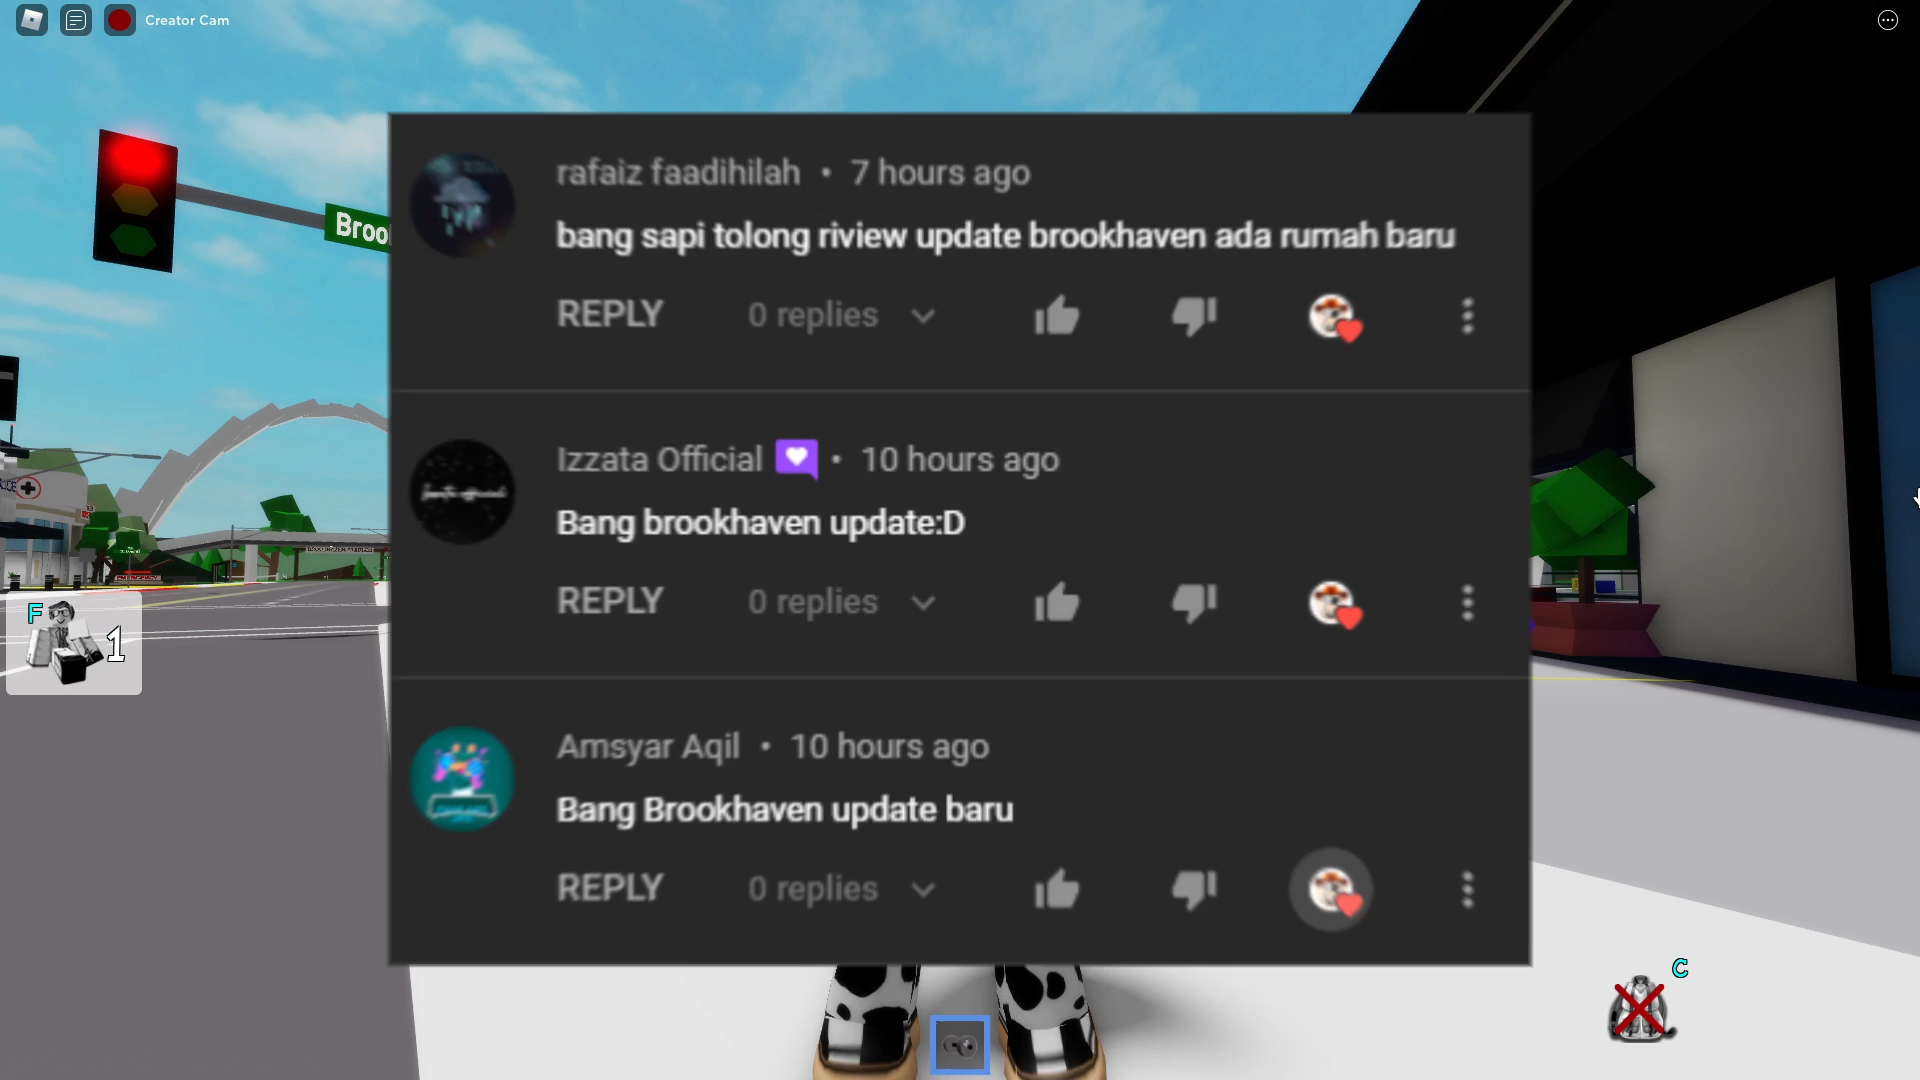 Creator Cam
rafaiz faadihilah • 7 hours ago
bang sapi tolong riview update brookhaven ada rumah baru
REPLY 0 replies
Izzata Official • 10 hours ago
Bang brookhaven update:D
REPLY 0 replies
Amsyar Aqil • 10 hours ago
Bang Brookhaven update baru
REPLY 0 replies
Broo
F
1
C